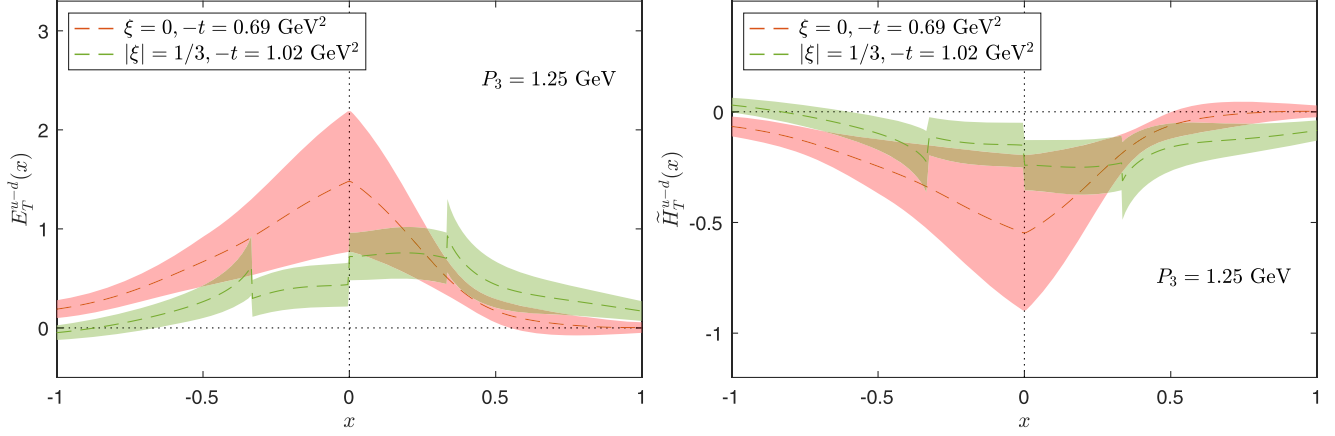 ξ = 0, −t = 0.69 GeV²
|ξ| = 1/3, −t = 1.02 GeV²
P₃ = 1.25 GeV
3
2
1
0
E_T^{u−d}(x)
-1 -0.5 0 0.5 1
x
ξ = 0, −t = 0.69 GeV²
|ξ| = 1/3, −t = 1.02 GeV²
0
-0.5
-1
H̃_T^{u−d}(x)
P₃ = 1.25 GeV
-1 -0.5 0 0.5 1
x